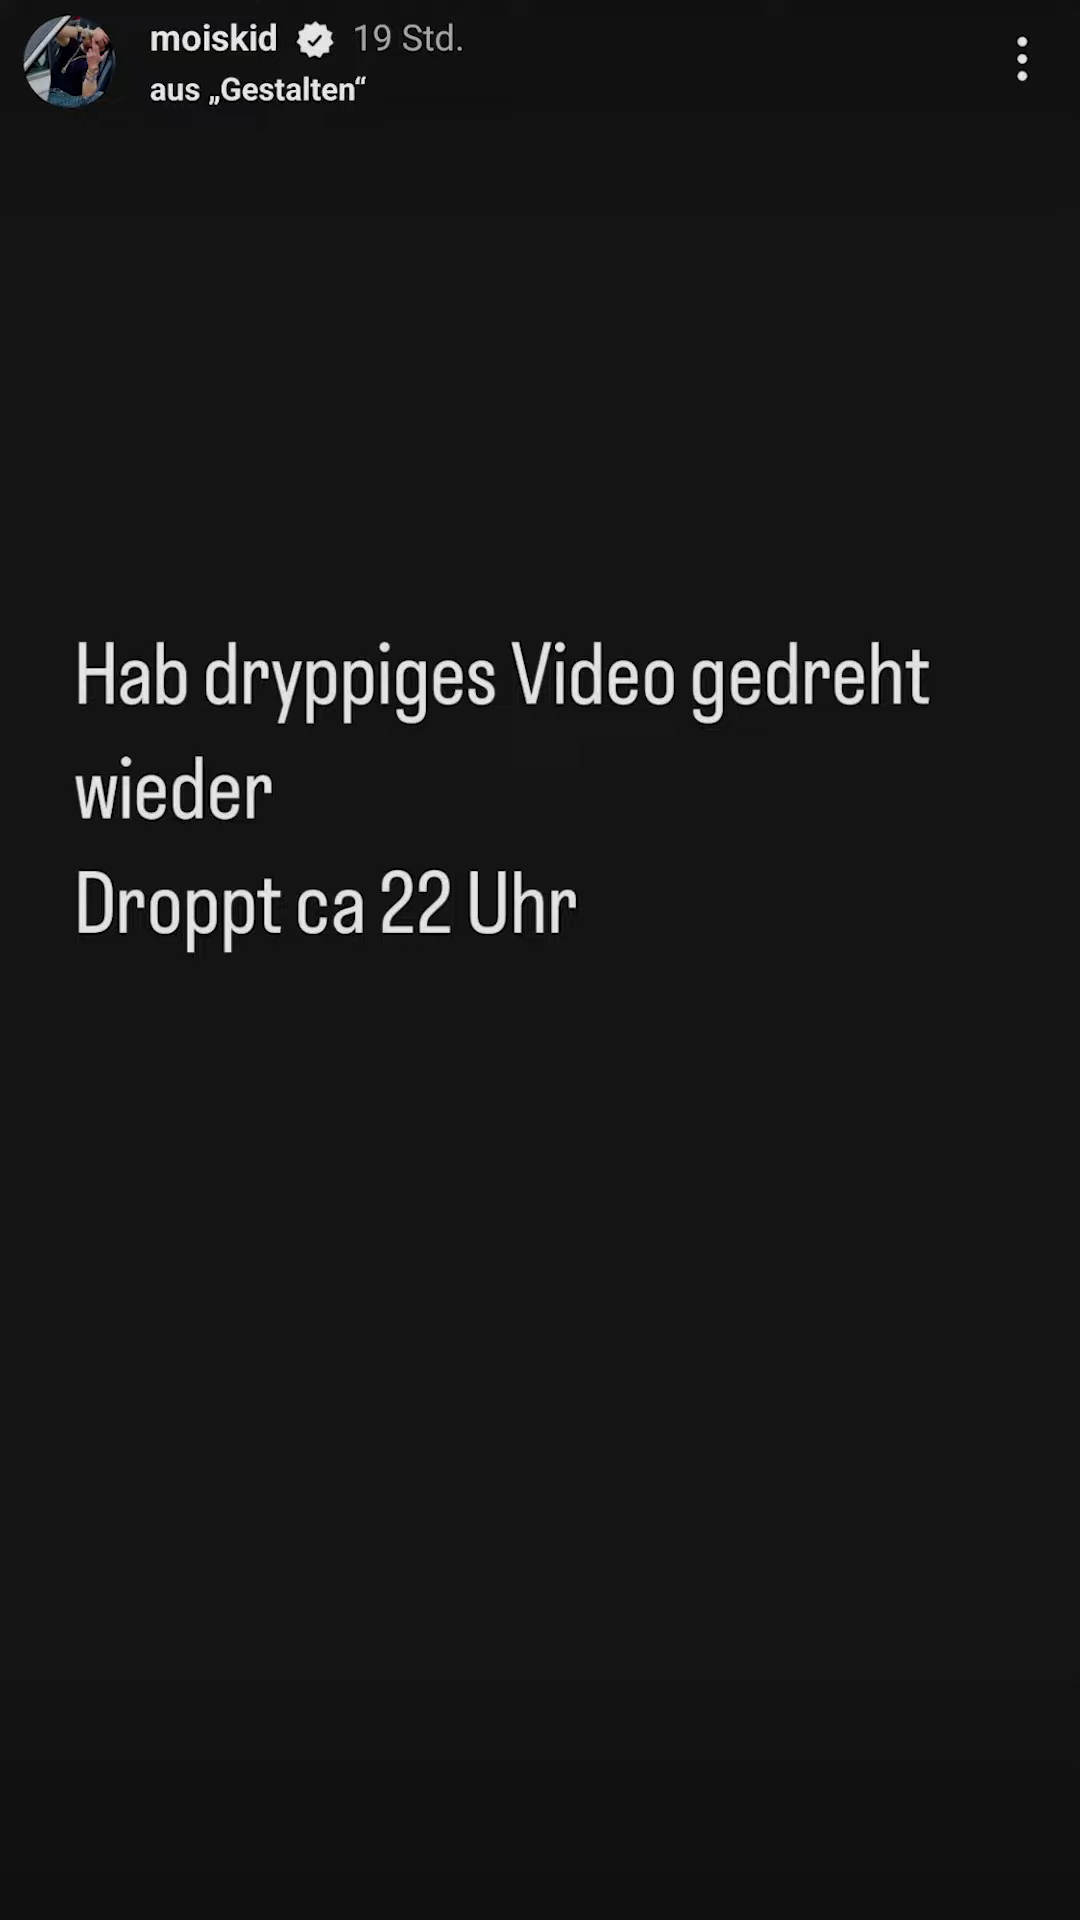 moiskid 19 Std.
aus „Gestalten“
Hab dryppiges Video gedreht
wieder
Droppt ca 22 Uhr